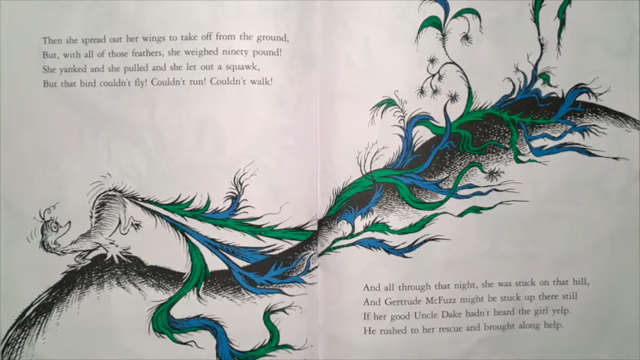 Then she spread out her wings to take off from the ground,
But, with all of those feathers, she weighed ninety pound!
She yanked and she pulled and she let out a squawk,
But that bird couldn't fly! Couldn't run! Couldn't walk!
And all through that night, she was stuck on that hill,
And Gertrude McFuzz might be stuck up there still
If her good Uncle Dake hadn't heard the girl yelp.
He rushed to her rescue and brought along help.